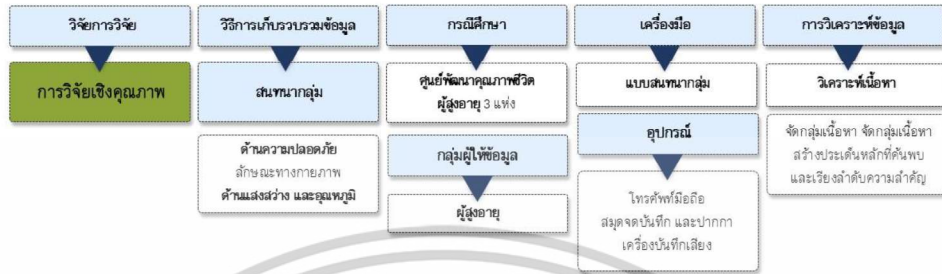 วิจัยการวิจัย
การวิจัยเชิงคุณภาพ
วิธีการเก็บรวบรวมข้อมูล
สนทนากลุ่ม
ด้านความปลอดภัย
ลักษณะทางกายภาพ
ด้านแสงสว่าง และอุณหภูมิ
กรณีศึกษา
ศูนย์พัฒนาคุณภาพชีวิต
ผู้สูงอายุ 3 แห่ง
กลุ่มผู้ให้ข้อมูล
ผู้สูงอายุ
เครื่องมือ
แบบสนทนากลุ่ม
อุปกรณ์
โทรศัพท์มือถือ
สมุดจดบันทึก และปากกา
เครื่องบันทึกเสียง
การวิเคราะห์ข้อมูล
วิเคราะห์เนื้อหา
จัดกลุ่มเนื้อหา จัดกลุ่มเนื้อหา
สร้างประเด็นหลักที่ค้นพบ
และเรียงลำดับความสำคัญ